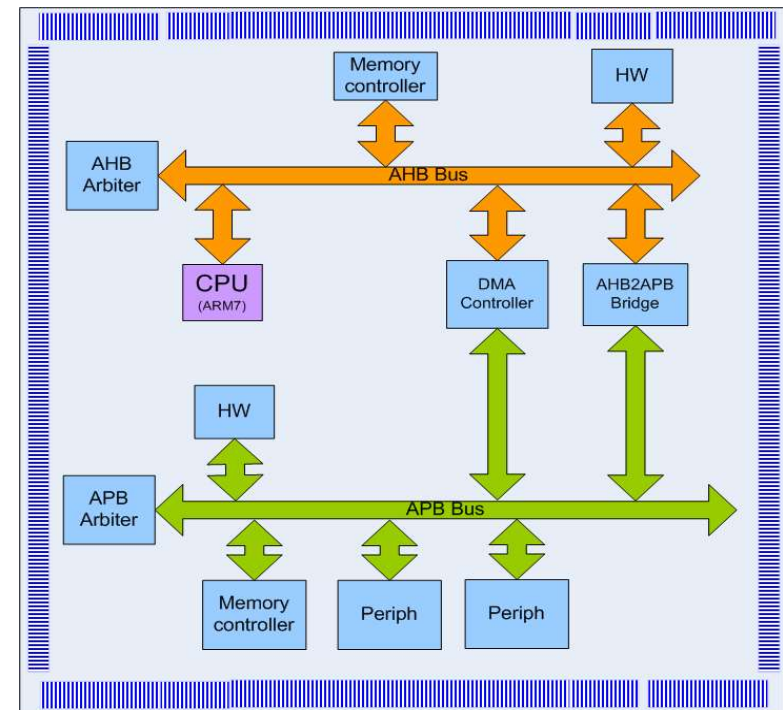 Memory
controller
HW
AHB
Arbiter
AHB Bus
CPU
(ARM7)
DMA
Controller
AHB2APB
Bridge
HW
APB
Arbiter
APB Bus
Memory
controller
Periph
Periph